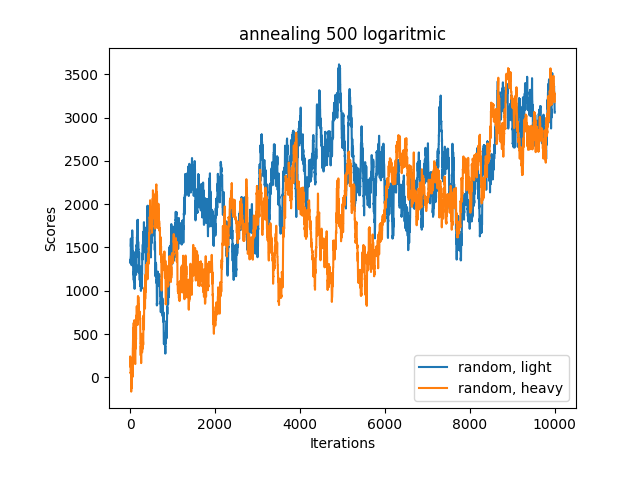 annealing 500 logaritmic
Scores
3500
3000
2500
2000
1500
1000
500
0
0 2000 4000 6000 8000 10000
Iterations
random, light
random, heavy